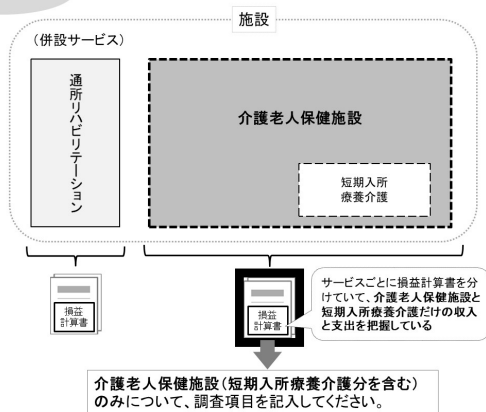 施設
（併設サービス）
通所リハビリテーション
介護老人保健施設
短期入所
療養介護
損益
計算書
損益
計算書
サービスごとに損益計算書を分
けていて、介護老人保健施設と
短期入所療養介護だけの収入
と支出を把握している
介護老人保健施設（短期入所療養介護分を含む）
のみについて、調査項目を記入してください。